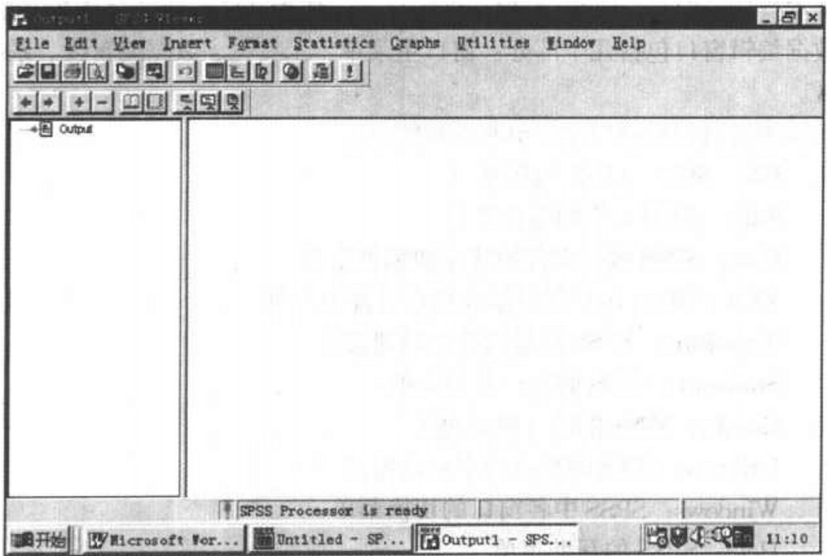 Output1 - SPSS Viewer
File Edit View Insert Format Statistics Graphs Utilities Window Help
Output
SPSS Processor is ready
开始 Microsoft Wor... Untitled - SP... Output1 - SPS... 11:10